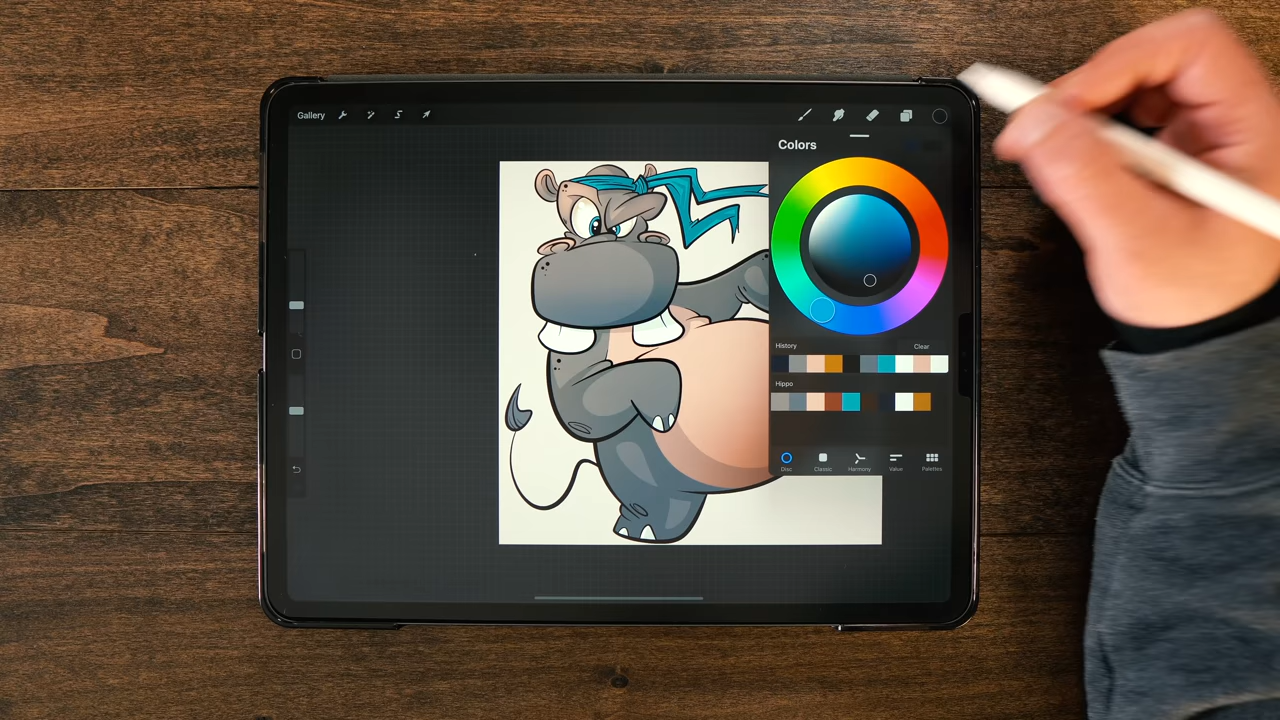 Gallery
Colors
History
Clear
Hippo
Disc
Classic
Harmony
Value
Palettes